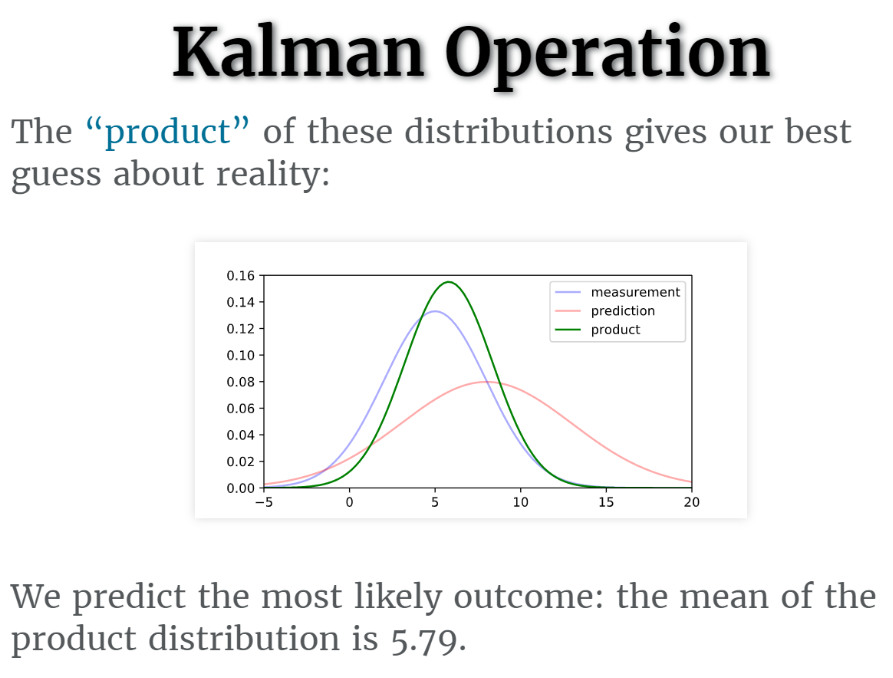 Kalman Operation
The “product” of these distributions gives our best
guess about reality:
0.16
0.14
0.12
0.10
0.08
0.06
0.04
0.02
0.00
−5
0
5
10
15
20
measurement
prediction
product
We predict the most likely outcome: the mean of the
product distribution is 5.79.